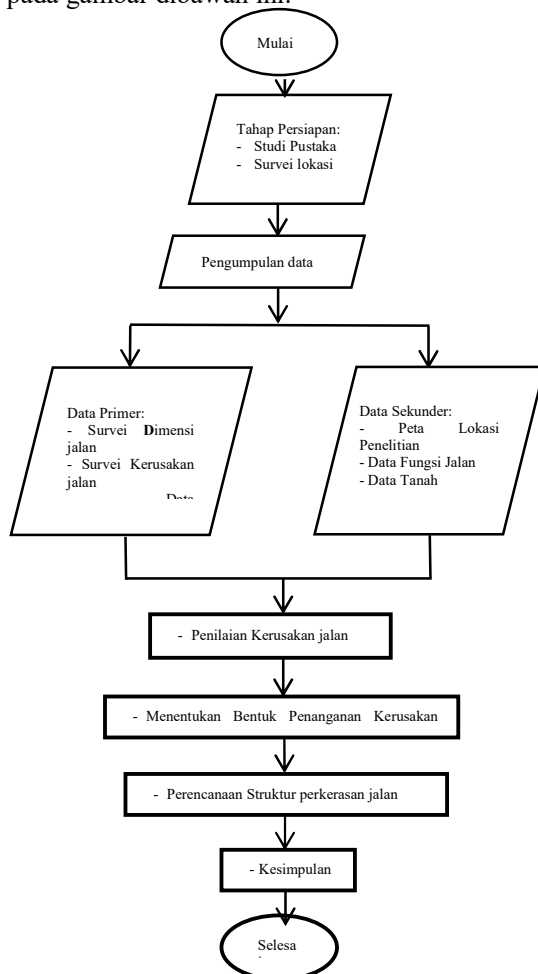 pada gambar dibawah ini.
Mulai
Tahap Persiapan:
- Studi Pustaka
- Survei lokasi
Pengumpulan data
Data Primer:
- Survei Dimensi
jalan
- Survei Kerusakan
jalan
Data
Data Sekunder:
- Peta Lokasi
Penelitian
- Data Fungsi Jalan
- Data Tanah
- Penilaian Kerusakan jalan
- Menentukan Bentuk Penanganan Kerusakan
- Perencanaan Struktur perkerasan jalan
- Kesimpulan
Selesa